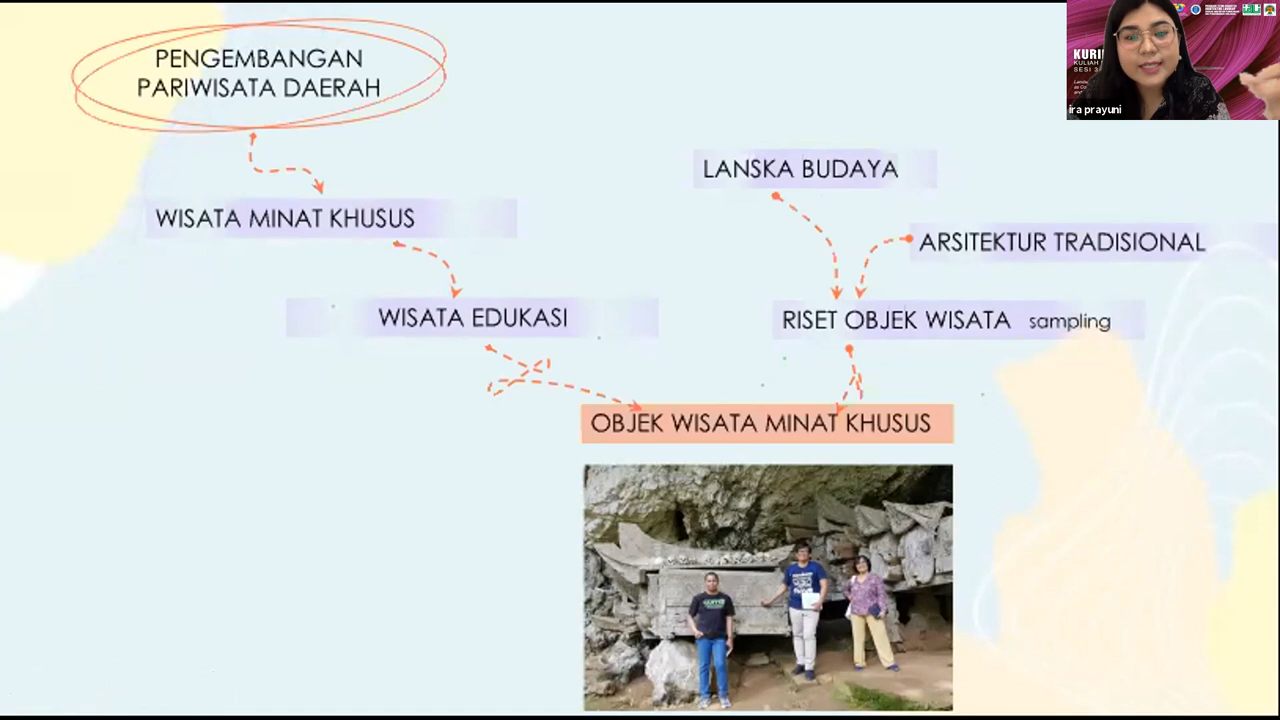 PENGEMBANGAN
PARIWISATA DAERAH
WISATA MINAT KHUSUS
WISATA EDUKASI
LANSKA BUDAYA
ARSITEKTUR TRADISIONAL
RISET OBJEK WISATA sampling
OBJEK WISATA MINAT KHUSUS
SESI 3
ira prayuni